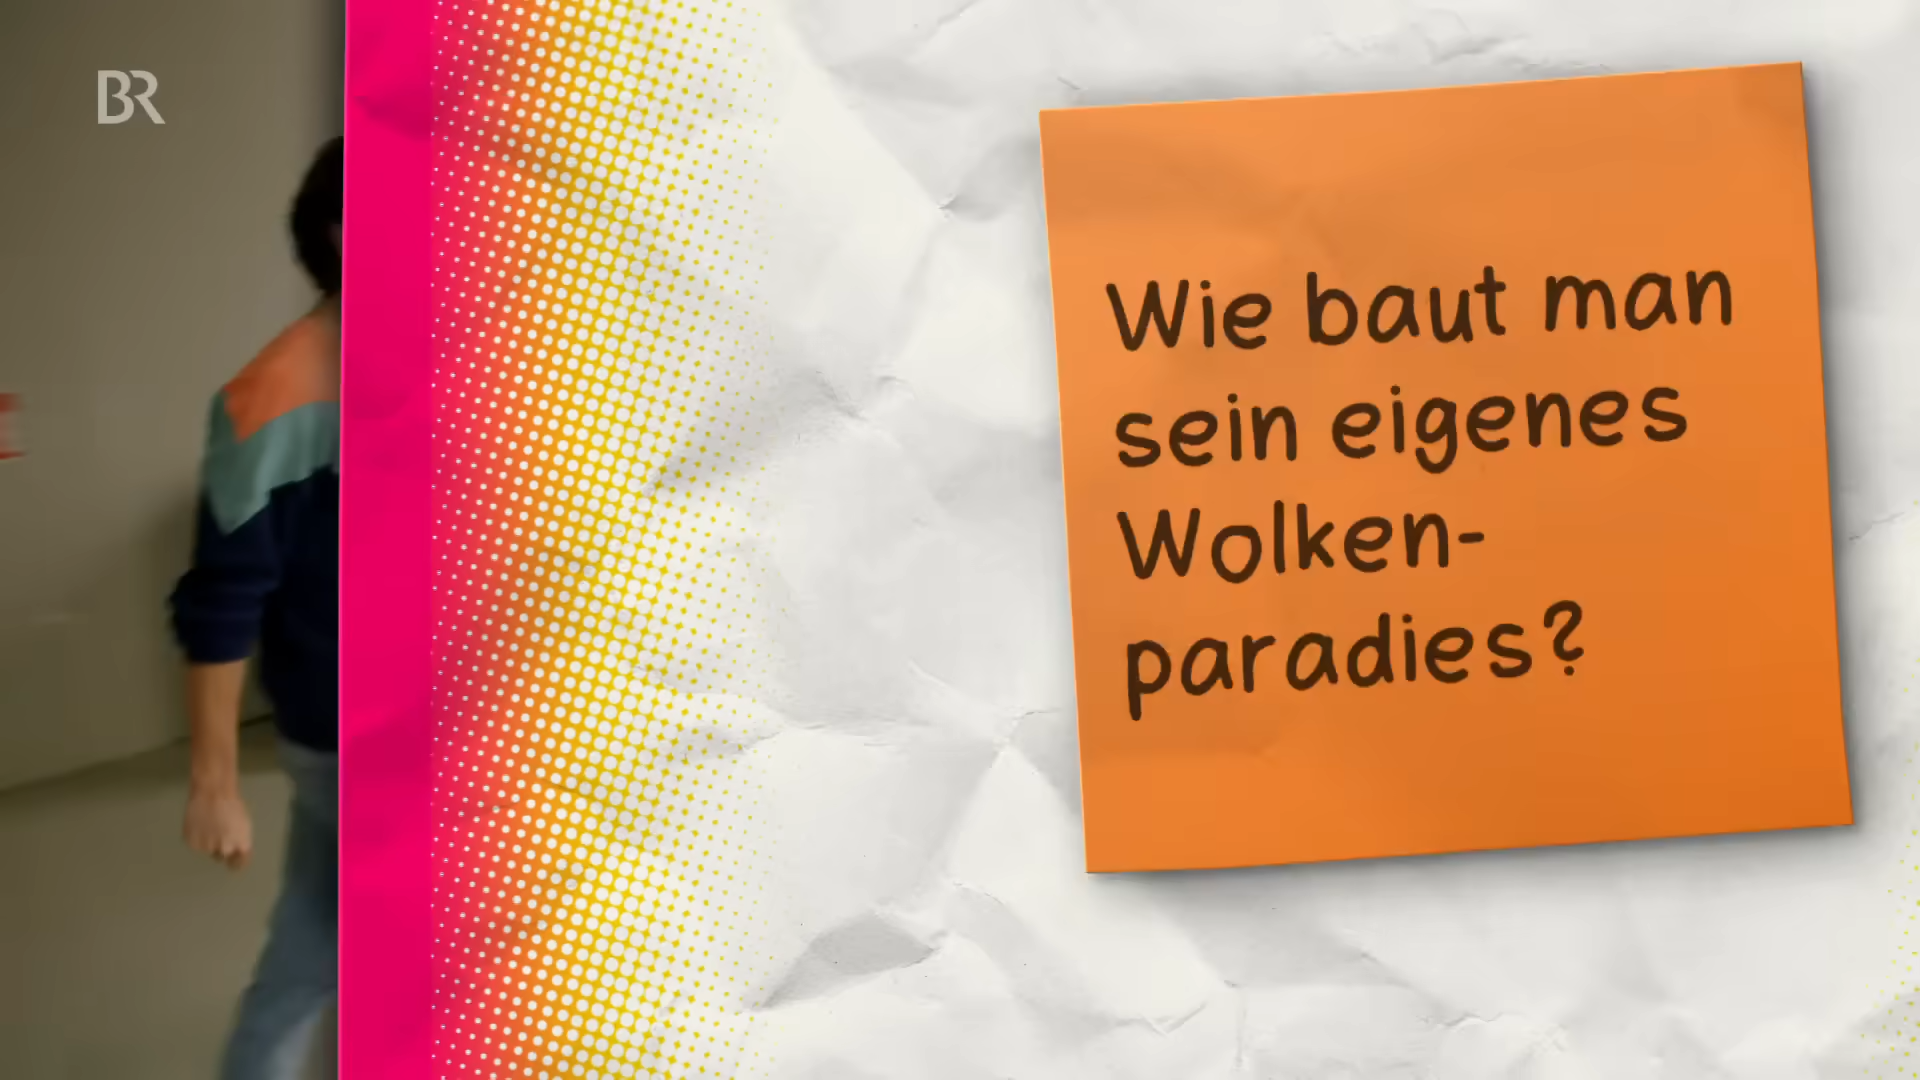 BR
Wie baut man
sein eigenes
Wolken-
paradies?